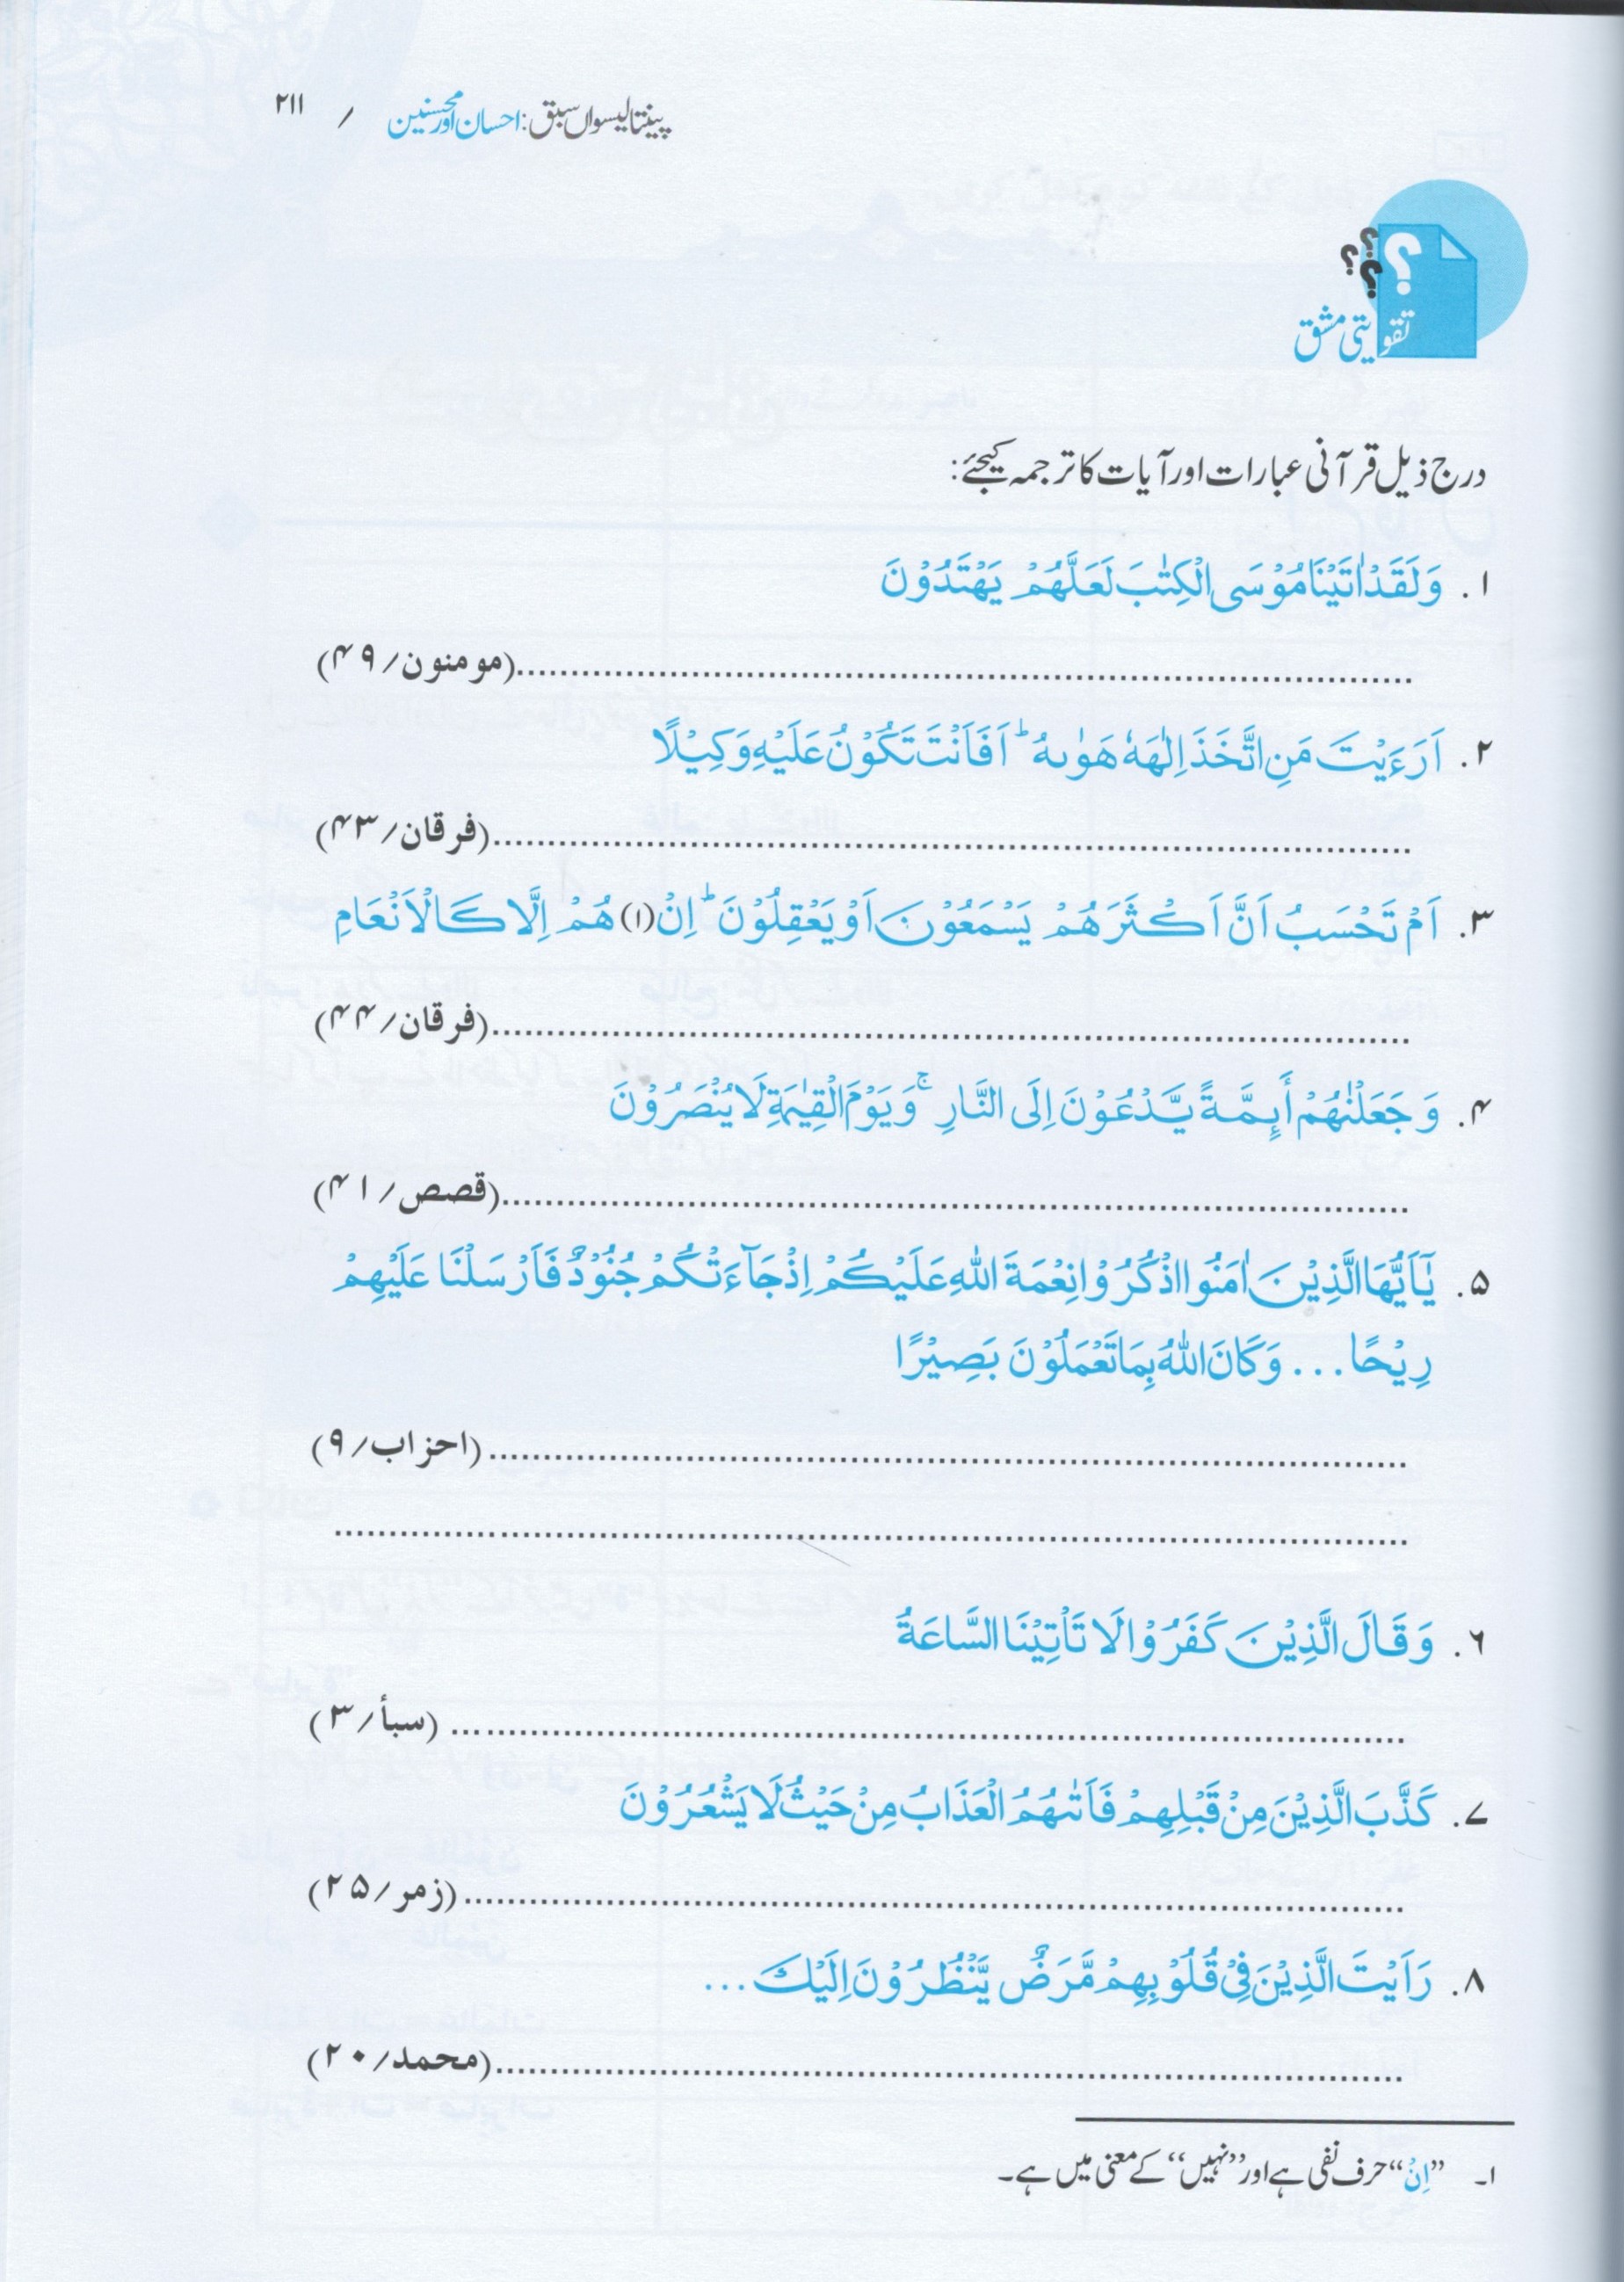 پینتالیسواں سبق: احسان اور محسنین / ۲۱۱
؟ ؟ ؟ ؟
تقویتی مشق
درج ذیل قرآنی عبارات اور آیات کا ترجمہ کیجئے:
۱. وَ لَقَدْ اٰتَيْنَا مُوْسَى الْكِتٰبَ لَعَلَّهُمْ يَهْتَدُوْنَ
..........(مومنون/۴۹)
۲. اَرَءَيْتَ مَنِ اتَّخَذَ اِلٰهَهٗ هَوٰىهُ ؕ اَفَاَنْتَ تَكُوْنُ عَلَيْهِ وَكِيْلًا
..........(فرقان/۴۳)
۳. اَمْ تَحْسَبُ اَنَّ اَكْثَرَهُمْ يَسْمَعُوْنَ اَوْ يَعْقِلُوْنَ ؕ اِنْ(۱) هُمْ اِلَّا كَالْاَنْعَامِ
..........(فرقان/۴۴)
۴. وَ جَعَلْنٰهُمْ أَىِٕمَّةً يَّدْعُوْنَ اِلَى النَّارِ ۚ وَ يَوْمَ الْقِيٰمَةِ لَا يُنْصَرُوْنَ
..........(قصص/۴۱)
۵. يٰۤاَيُّهَا الَّذِيْنَ اٰمَنُوا اذْكُرُوْا نِعْمَةَ اللّٰهِ عَلَيْكُمْ اِذْ جَآءَتْكُمْ جُنُوْدٌ فَاَرْسَلْنَا عَلَيْهِمْ
رِيْحًا ... وَ كَانَ اللّٰهُ بِمَا تَعْمَلُوْنَ بَصِيْرًا
..........(احزاب/۹)
..........
۶. وَ قَالَ الَّذِيْنَ كَفَرُوْا لَا تَاْتِيْنَا السَّاعَةُ
..........(سبأ/۳)
۷. كَذَّبَ الَّذِيْنَ مِنْ قَبْلِهِمْ فَاَتٰىهُمُ الْعَذَابُ مِنْ حَيْثُ لَا يَشْعُرُوْنَ
..........(زمر/۲۵)
۸. رَاَيْتَ الَّذِيْنَ فِىْ قُلُوْبِهِمْ مَّرَضٌ يَّنْظُرُوْنَ اِلَيْكَ ...
..........(محمد/۲۰)
۱۔ ”اِنْ“ حرف نفی ہے اور ”نہیں“ کے معنی میں ہے۔